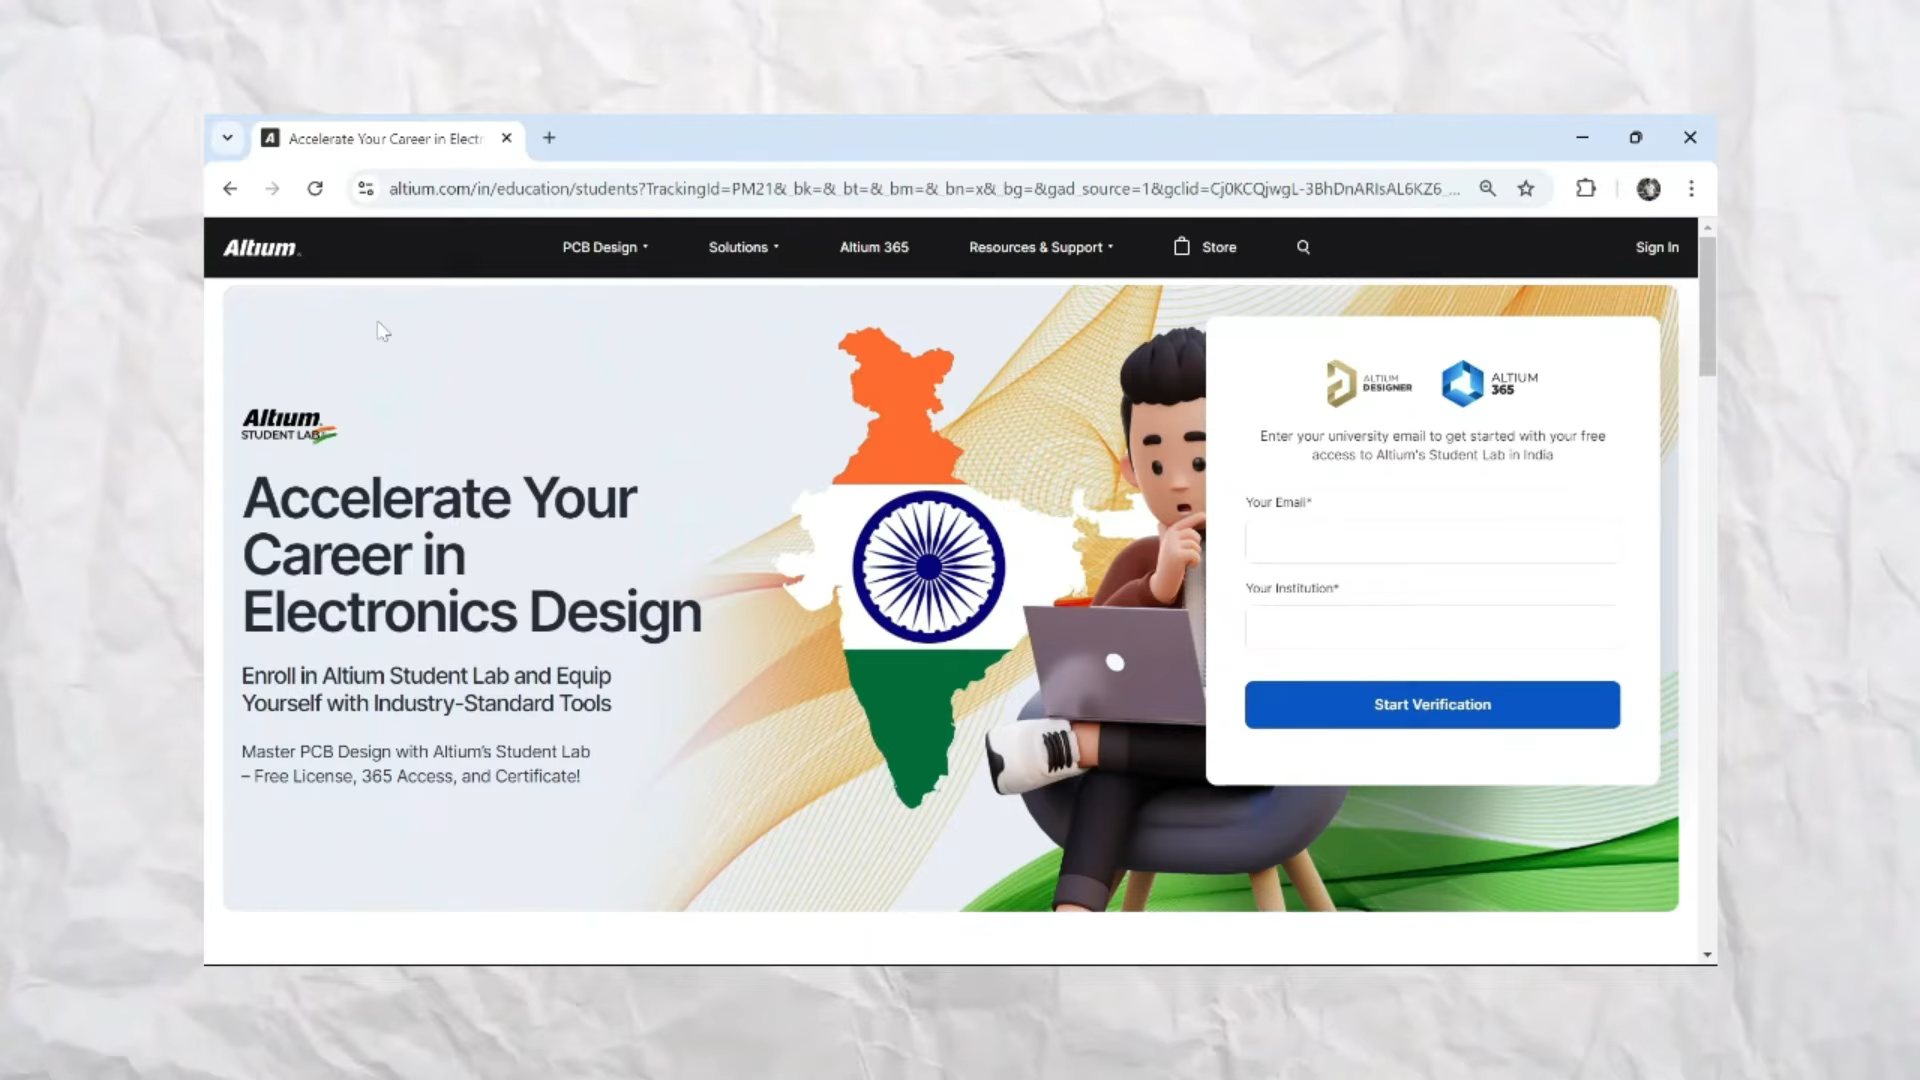 Accelerate Your Career in Electr
altium.com/in/education/students?TrackingId=PM21&_bk=&_bt=&_bm=&_bn=x&_bg=&gad_source=1&gclid=Cj0KCQjwgL-3BhDnARIsAL6KZ6_...
Altium.
PCB Design
Solutions
Altium 365
Resources & Support
Store
Sign In
Altium.
STUDENT LAB
Accelerate Your
Career in
Electronics Design
Enroll in Altium Student Lab and Equip
Yourself with Industry-Standard Tools
Master PCB Design with Altium's Student Lab
– Free License, 365 Access, and Certificate!
ALTIUM
DESIGNER
ALTIUM
365
Enter your university email to get started with your free
access to Altium's Student Lab in India
Your Email*
Your Institution*
Start Verification